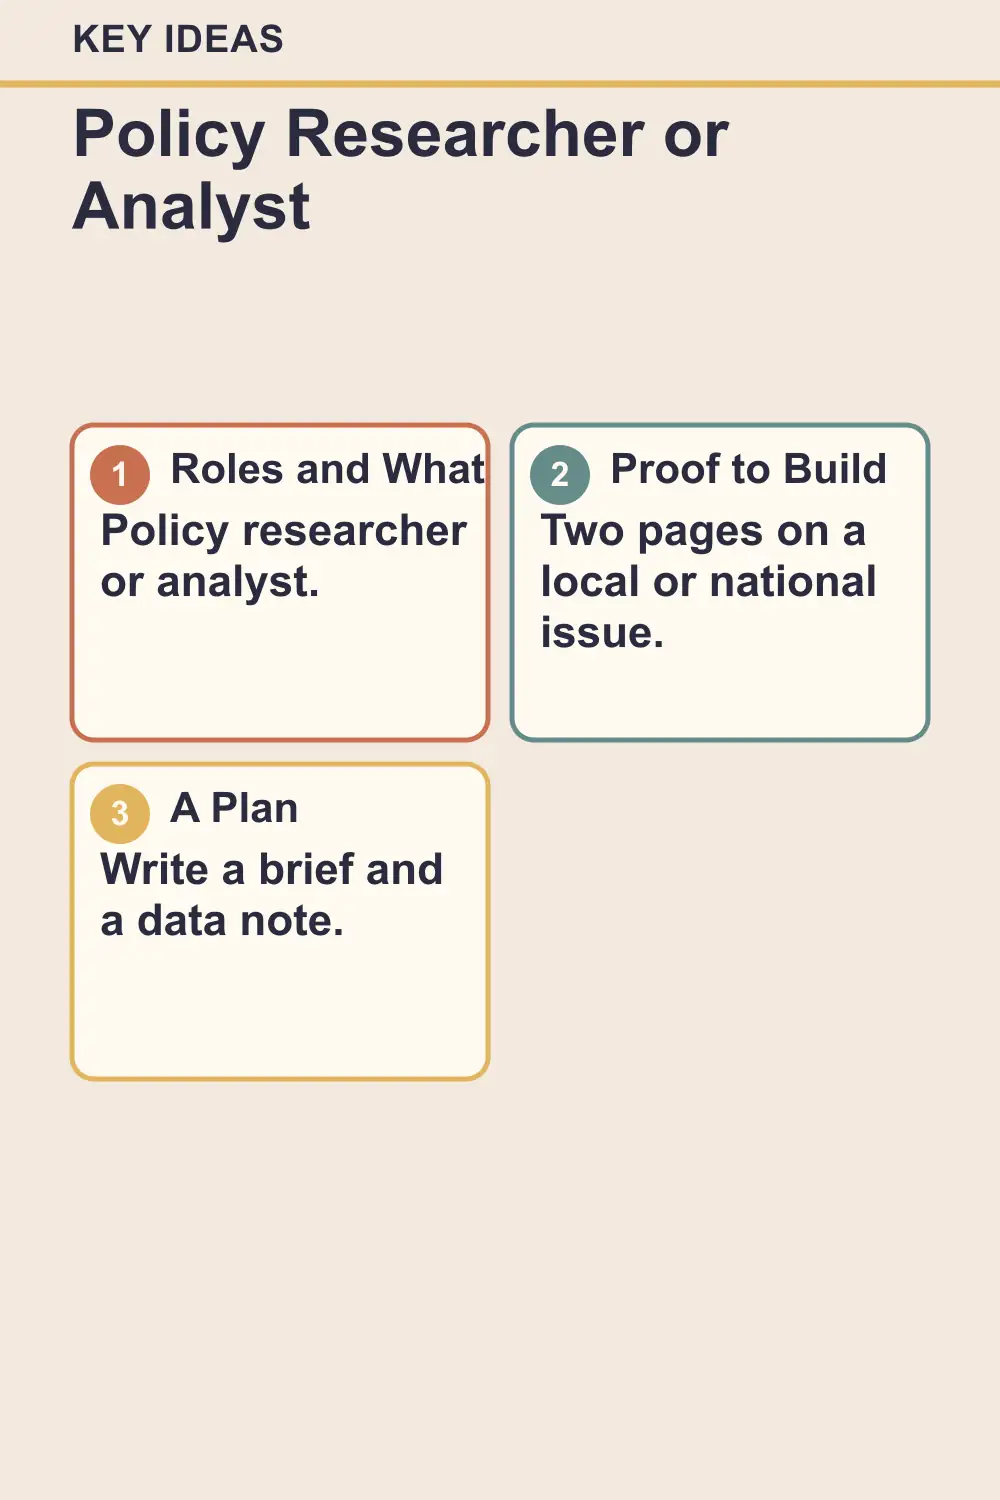 KEY IDEAS
Policy Researcher or
Analyst
1
Roles and What
Policy researcher
or analyst.
2
Proof to Build
Two pages on a
local or national
issue.
3
A Plan
Write a brief and
a data note.